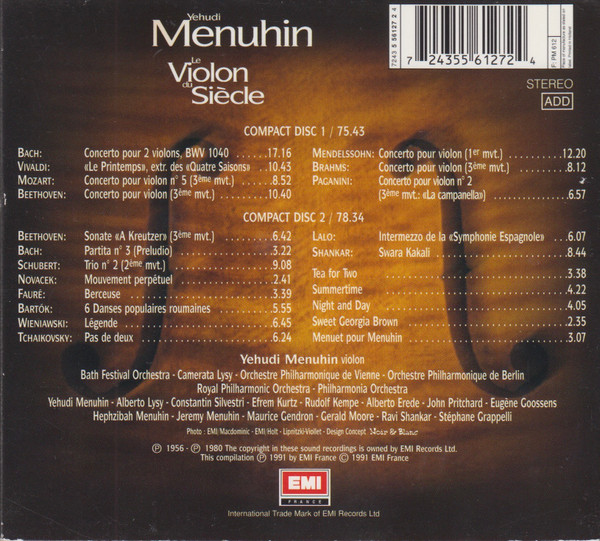 Yehudi
Menuhin
Le
Violon
du
Siècle
7243 5 56127 2 4
7 24355 61272 4
F: PM 612
STEREO
ADD
COMPACT DISC 1 / 75.43
BACH: Concerto pour 2 violons, BWV 1040 ......17.16
VIVALDI: «Le Printemps», extr. des «Quatre Saisons» ...10.43
MOZART: Concerto pour violon n° 5 (3ème mvt.) ......8.52
BEETHOVEN: Concerto pour violon (3ème mvt.) ..........10.40
MENDELSSOHN: Concerto pour violon (1er mvt.) ..........12.20
BRAHMS: Concerto pour violon (3ème mvt.) .........8.12
PAGANINI: Concerto pour violon n° 2
(3ème mvt.: «La campanella») .............6.57
COMPACT DISC 2 / 78.34
BEETHOVEN: Sonate «A Kreutzer» (3ème mvt.) ........6.42
BACH: Partita n° 3 (Preludio) ..............3.22
SCHUBERT: Trio n° 2 (2ème mvt.) ..............9.08
NOVACEK: Mouvement perpétuel ..............2.41
FAURÉ: Berceuse ..............3.39
BARTÓK: 6 Danses populaires roumaines ........5.55
WIENIAWSKI: Légende ..............6.45
TCHAIKOVSKY: Pas de deux ..............6.24
LALO: Intermezzo de la «Symphonie Espagnole» ...6.07
SHANKAR: Swara Kakali ..............8.44
Tea for Two ..............3.38
Summertime ..............4.22
Night and Day ..............4.05
Sweet Georgia Brown ..............2.35
Menuet pour Menuhin ..............3.07
Yehudi Menuhin violon
Bath Festival Orchestra - Camerata Lysy - Orchestre Philharmonique de Vienne - Orchestre Philharmonique de Berlin
Royal Philharmonic Orchestra - Philharmonia Orchestra
Yehudi Menuhin - Alberto Lysy - Constantin Silvestri - Efrem Kurtz - Rudolf Kempe - Alberto Erede - John Pritchard - Eugène Goossens
Hephzibah Menuhin - Jeremy Menuhin - Maurice Gendron - Gerald Moore - Ravi Shankar - Stéphane Grappelli
Photo : EMI Macdominic - EMI Holt - Lipnitzki-Viollet - Design Concept Noir & Blanc
℗ 1956 - ℗ 1980 The copyright in these sound recordings is owned by EMI Records Ltd.
This compilation ℗ 1991 by EMI France © 1991 EMI France
EMI
FRANCE
International Trade Mark of EMI Records Ltd